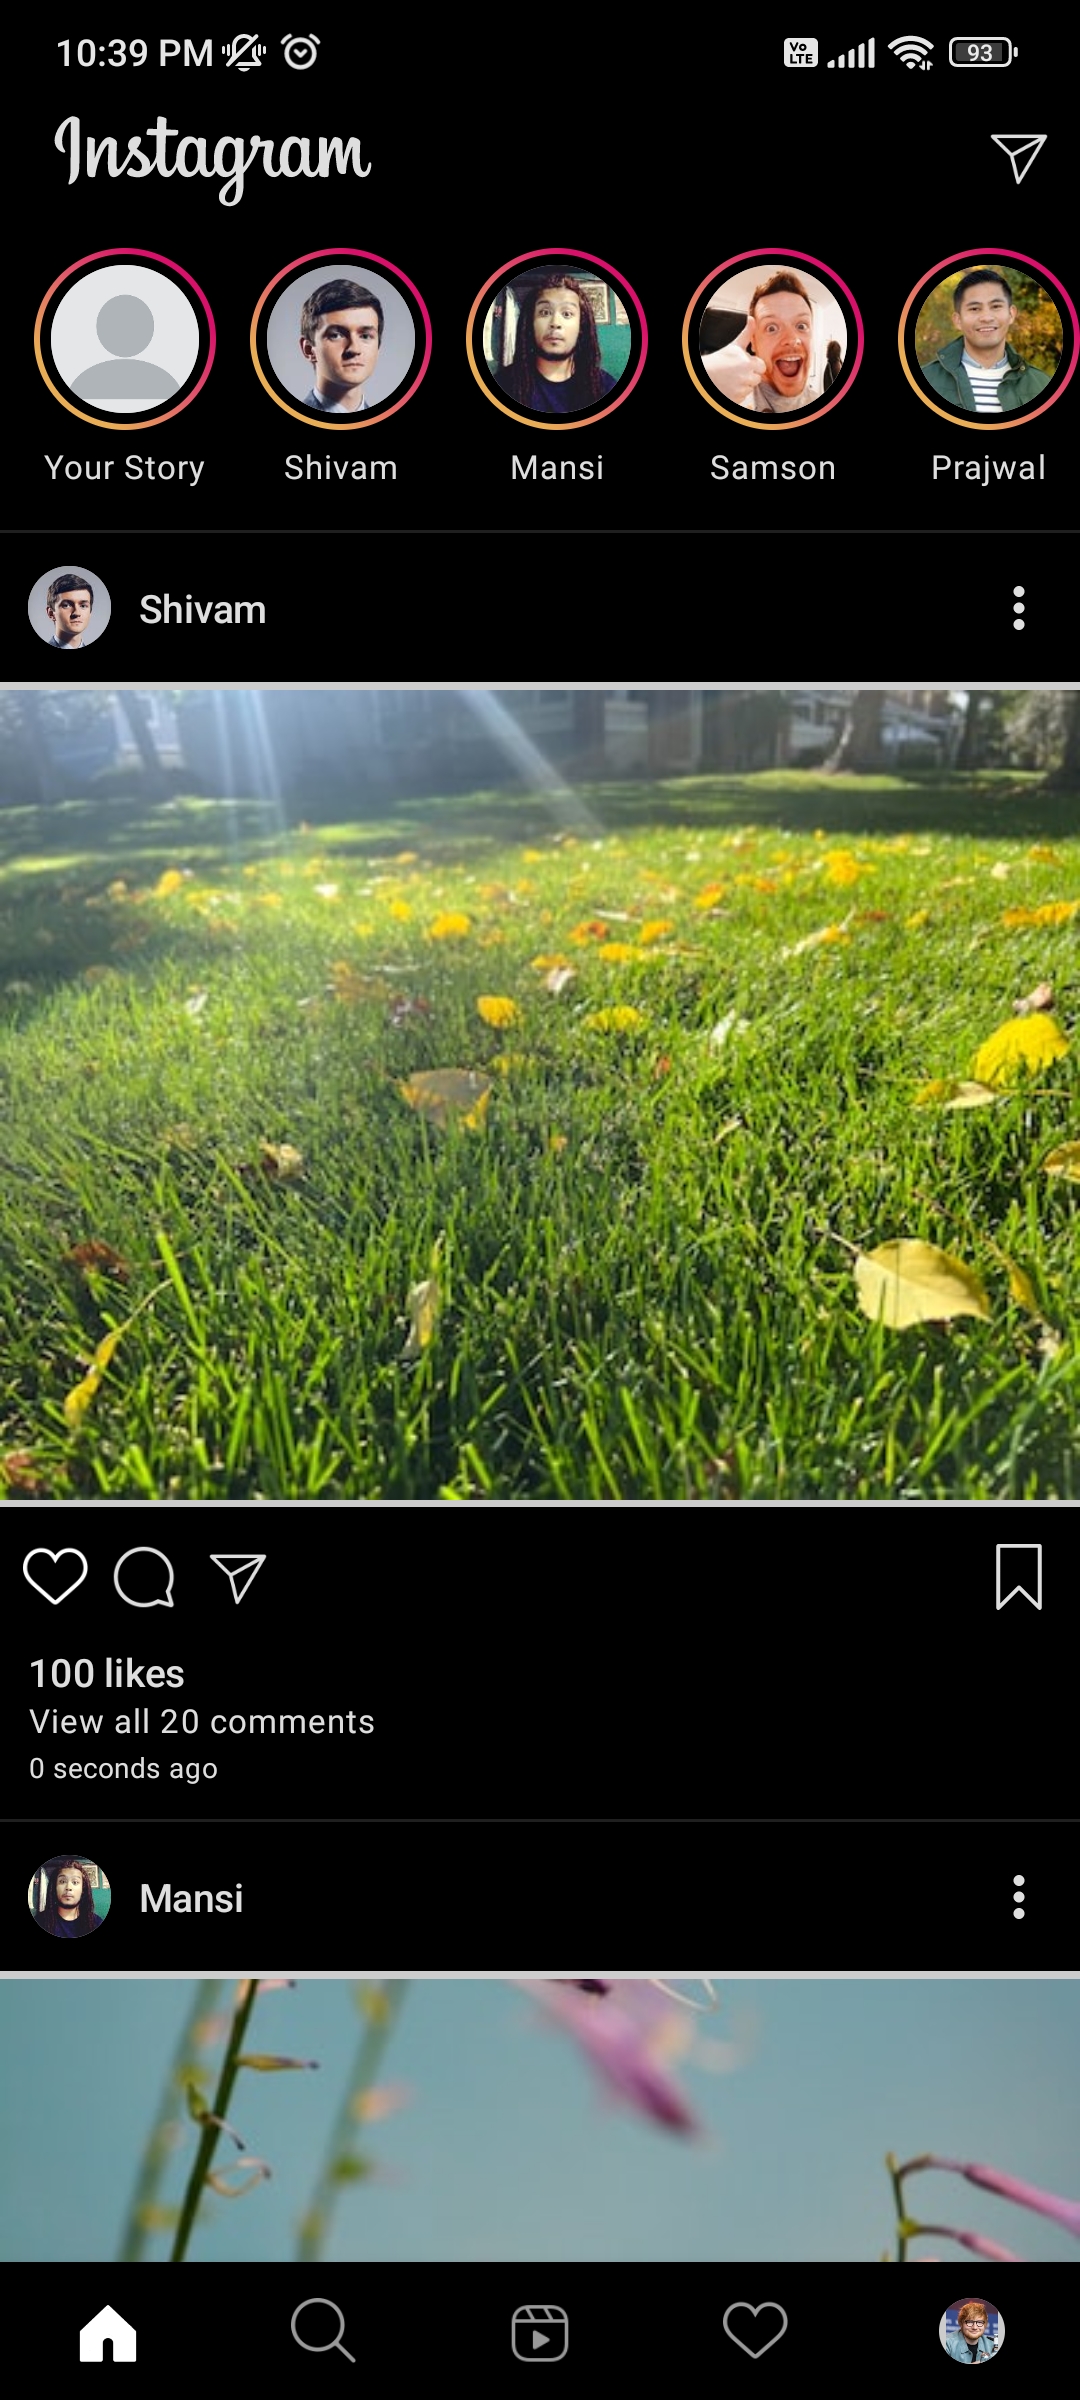 10:39 PM Vo LTE 93
Instagram
Your Story Shivam Mansi Samson Prajwal
Shivam
100 likes
View all 20 comments
0 seconds ago
Mansi